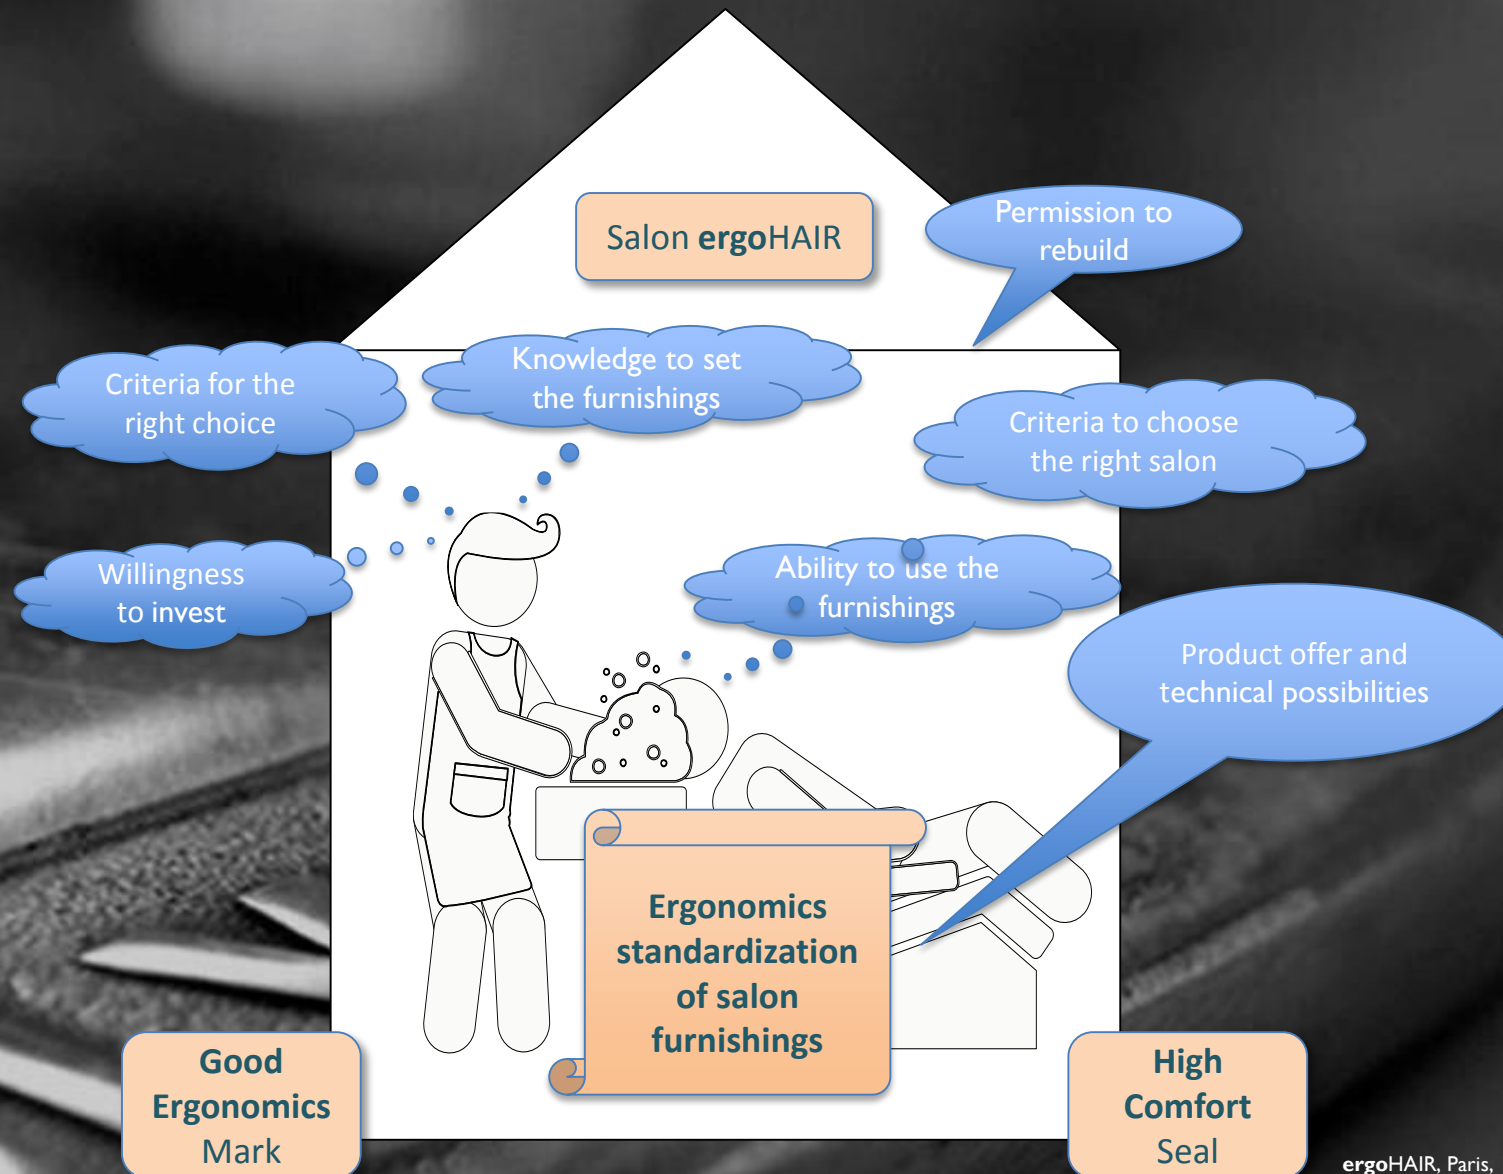 Salon ergoHAIR
Permission to
rebuild
Criteria for the
right choice
Knowledge to set
the furnishings
Criteria to choose
the right salon
Willingness
to invest
Ability to use the
furnishings
Product offer and
technical possibilities
Ergonomics
standardization
of salon
furnishings
Good
Ergonomics
Mark
High
Comfort
Seal
ergoHAIR, Paris,